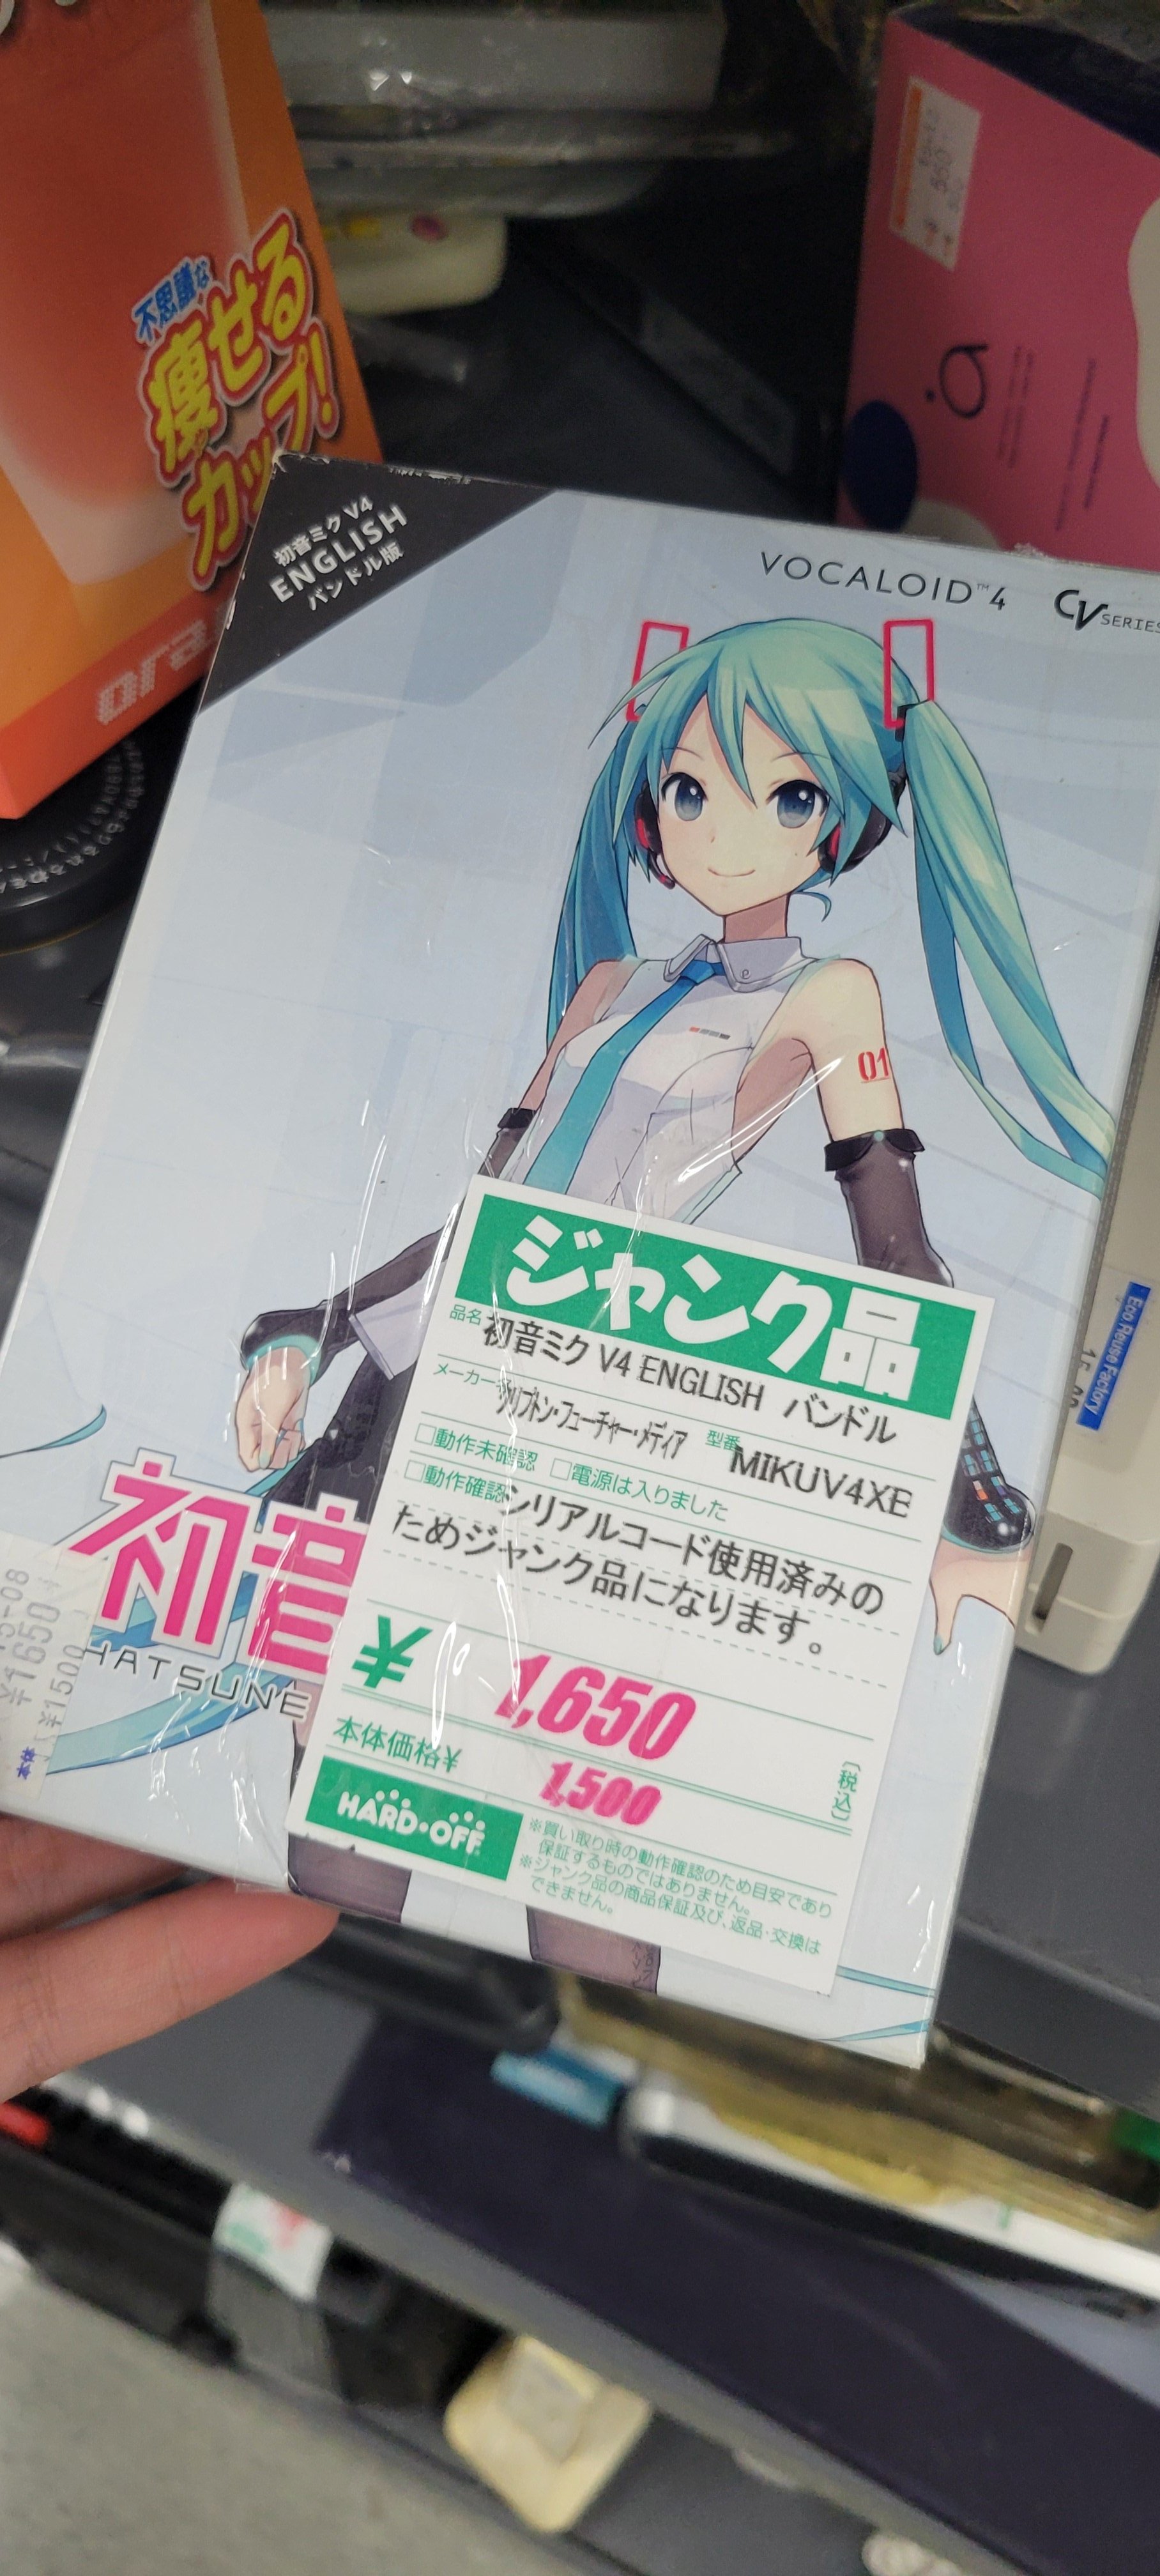 不思議な
痩せる
カップ!
初音ミク V4
ENGLISH
バンドル版
VOCALOID™4
CV SERIES
01
ジャンク品
品名 初音ミク V4 ENGLISH バンドル
メーカー クリプトン・フューチャー・メディア 型番 MIKUV4XE
□動作未確認 □電源は入りました
□動作確認 シリアルコード使用済みの
ためジャンク品になります。
¥ 1,650
本体価格¥ 1,500
(税込)
HARD・OFF
※買い取り時の動作確認のため目安であり
保証するものではありません。
※ジャンク品の商品保証及び、返品・交換は
できません。
初音
HATSUNE
¥1650
¥1500
Eco Reuse Factory